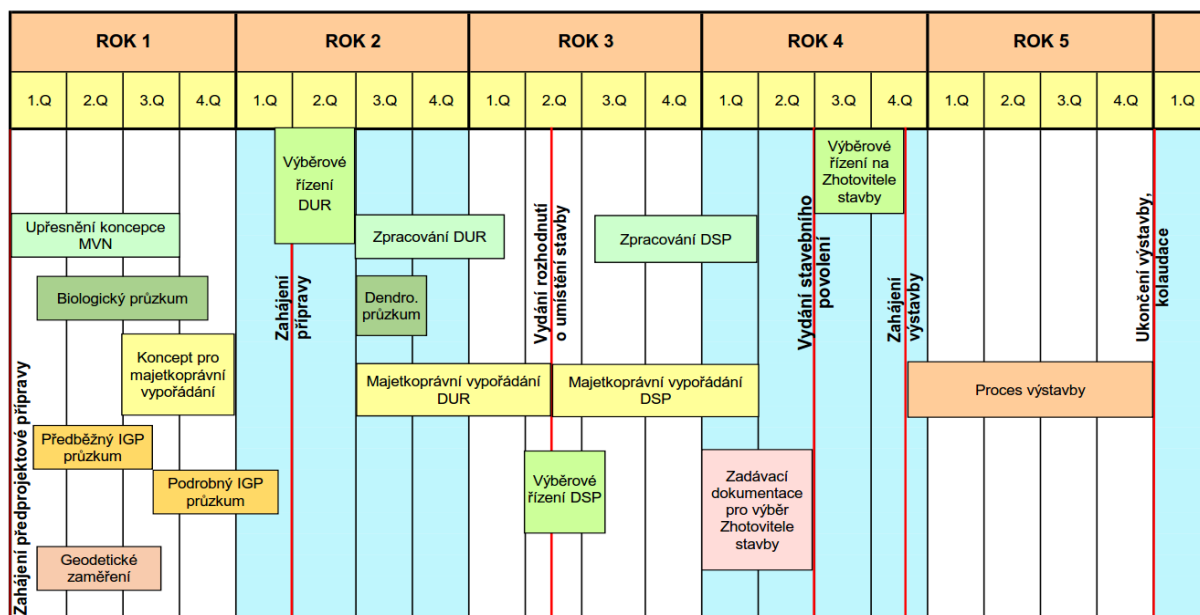 ROK 1
ROK 2
ROK 3
ROK 4
ROK 5
1.Q
2.Q
3.Q
4.Q
1.Q
2.Q
3.Q
4.Q
1.Q
2.Q
3.Q
4.Q
1.Q
2.Q
3.Q
4.Q
1.Q
2.Q
3.Q
4.Q
1.Q
Výběrové
řízení
DUR
Výběrové
řízení na
Zhotovitele
stavby
Upřesnění koncepce
MVN
Zpracování DUR
Zpracování DSP
Biologický průzkum
Dendro.
průzkum
Zahájení
přípravy
Vydání rozhodnutí
o umístění stavby
Vydání stavebního
povolení
Zahájení
výstavby
Ukončení výstavby,
kolaudace
Koncept pro
majetkoprávní
vypořádání
Majetkoprávní vypořádání
DUR
Majetkoprávní vypořádání
DSP
Proces výstavby
Zahájení předprojektové přípravy
Předběžný IGP
průzkum
Podrobný IGP
průzkum
Výběrové
řízení DSP
Zadávací
dokumentace
pro výběr
Zhotovitele
stavby
Geodetické
zaměření